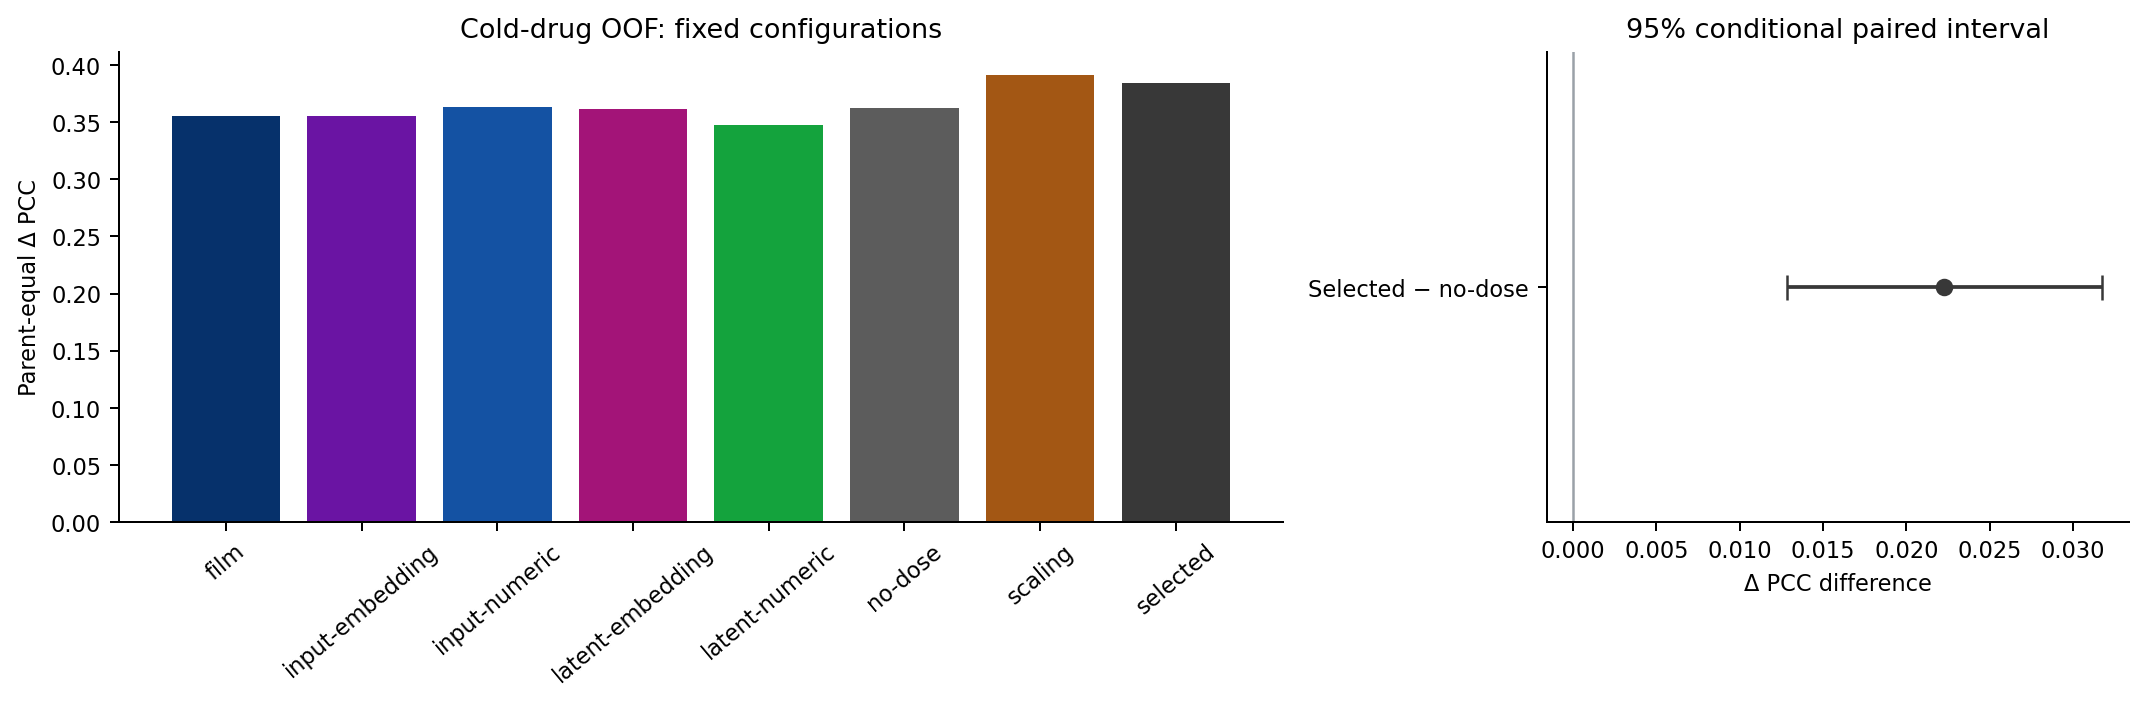 Cold-drug OOF: fixed configurations
Parent-equal Δ PCC
0.40
0.35
0.30
0.25
0.20
0.15
0.10
0.05
0.00
film
input-embedding
input-numeric
latent-embedding
latent-numeric
no-dose
scaling
selected
95% conditional paired interval
Selected − no-dose
0.000 0.005 0.010 0.015 0.020 0.025 0.030
Δ PCC difference